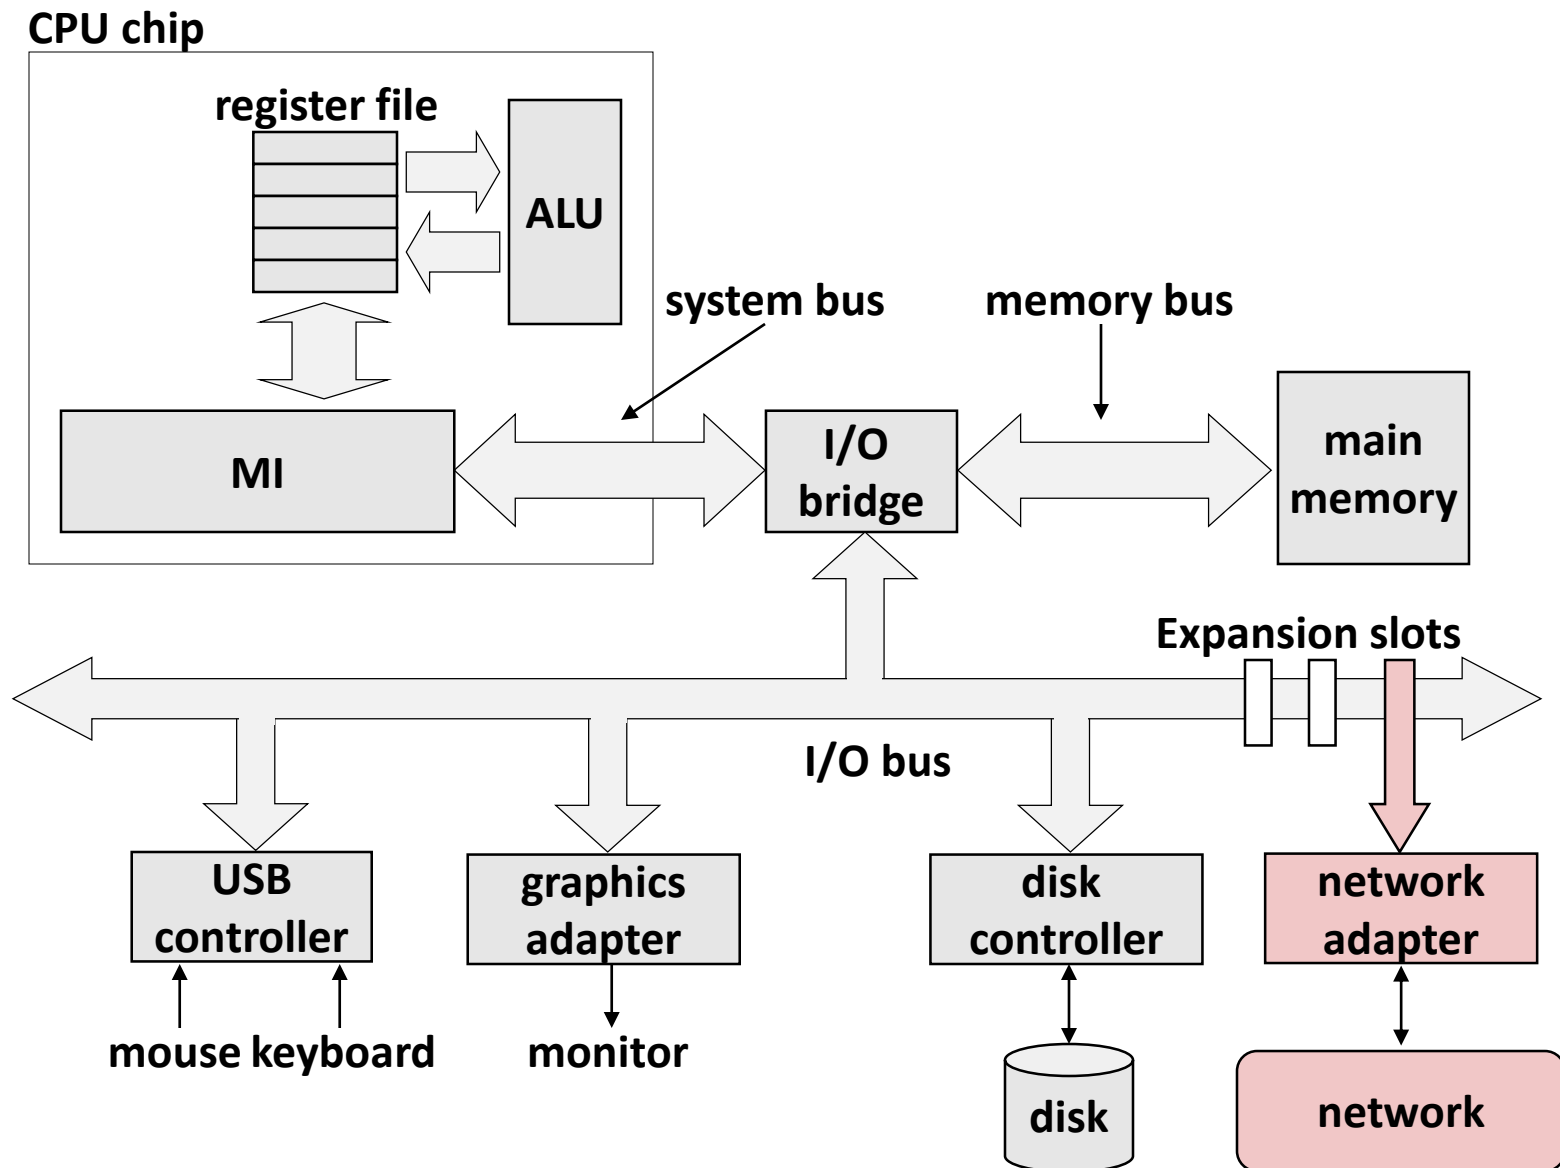 CPU chip
register file
ALU
system bus
memory bus
MI
I/O
bridge
main
memory
Expansion slots
I/O bus
USB
controller
graphics
adapter
disk
controller
network
adapter
mouse keyboard
monitor
disk
network